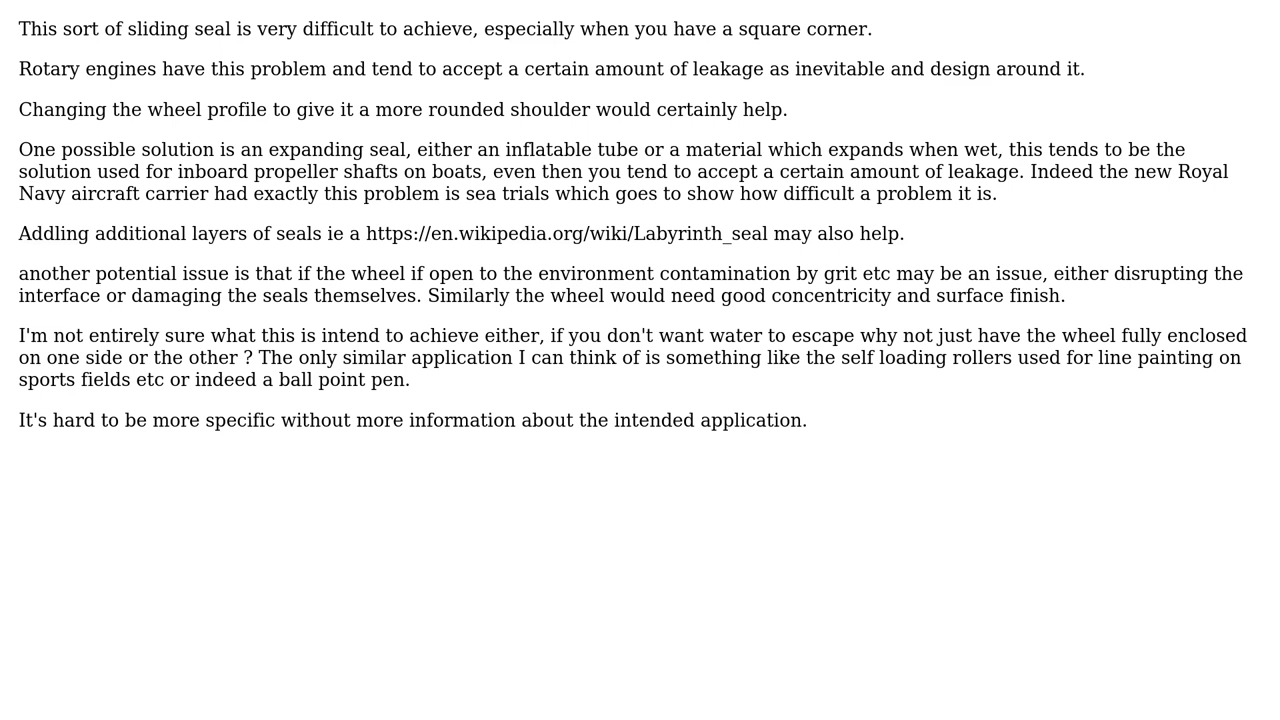 This sort of sliding seal is very difficult to achieve, especially when you have a square corner.
Rotary engines have this problem and tend to accept a certain amount of leakage as inevitable and design around it.
Changing the wheel profile to give it a more rounded shoulder would certainly help.
One possible solution is an expanding seal, either an inflatable tube or a material which expands when wet, this tends to be the
solution used for inboard propeller shafts on boats, even then you tend to accept a certain amount of leakage. Indeed the new Royal
Navy aircraft carrier had exactly this problem is sea trials which goes to show how difficult a problem it is.
Addling additional layers of seals ie a https://en.wikipedia.org/wiki/Labyrinth_seal may also help.
another potential issue is that if the wheel if open to the environment contamination by grit etc may be an issue, either disrupting the
interface or damaging the seals themselves. Similarly the wheel would need good concentricity and surface finish.
I'm not entirely sure what this is intend to achieve either, if you don't want water to escape why not just have the wheel fully enclosed
on one side or the other ? The only similar application I can think of is something like the self loading rollers used for line painting on
sports fields etc or indeed a ball point pen.
It's hard to be more specific without more information about the intended application.